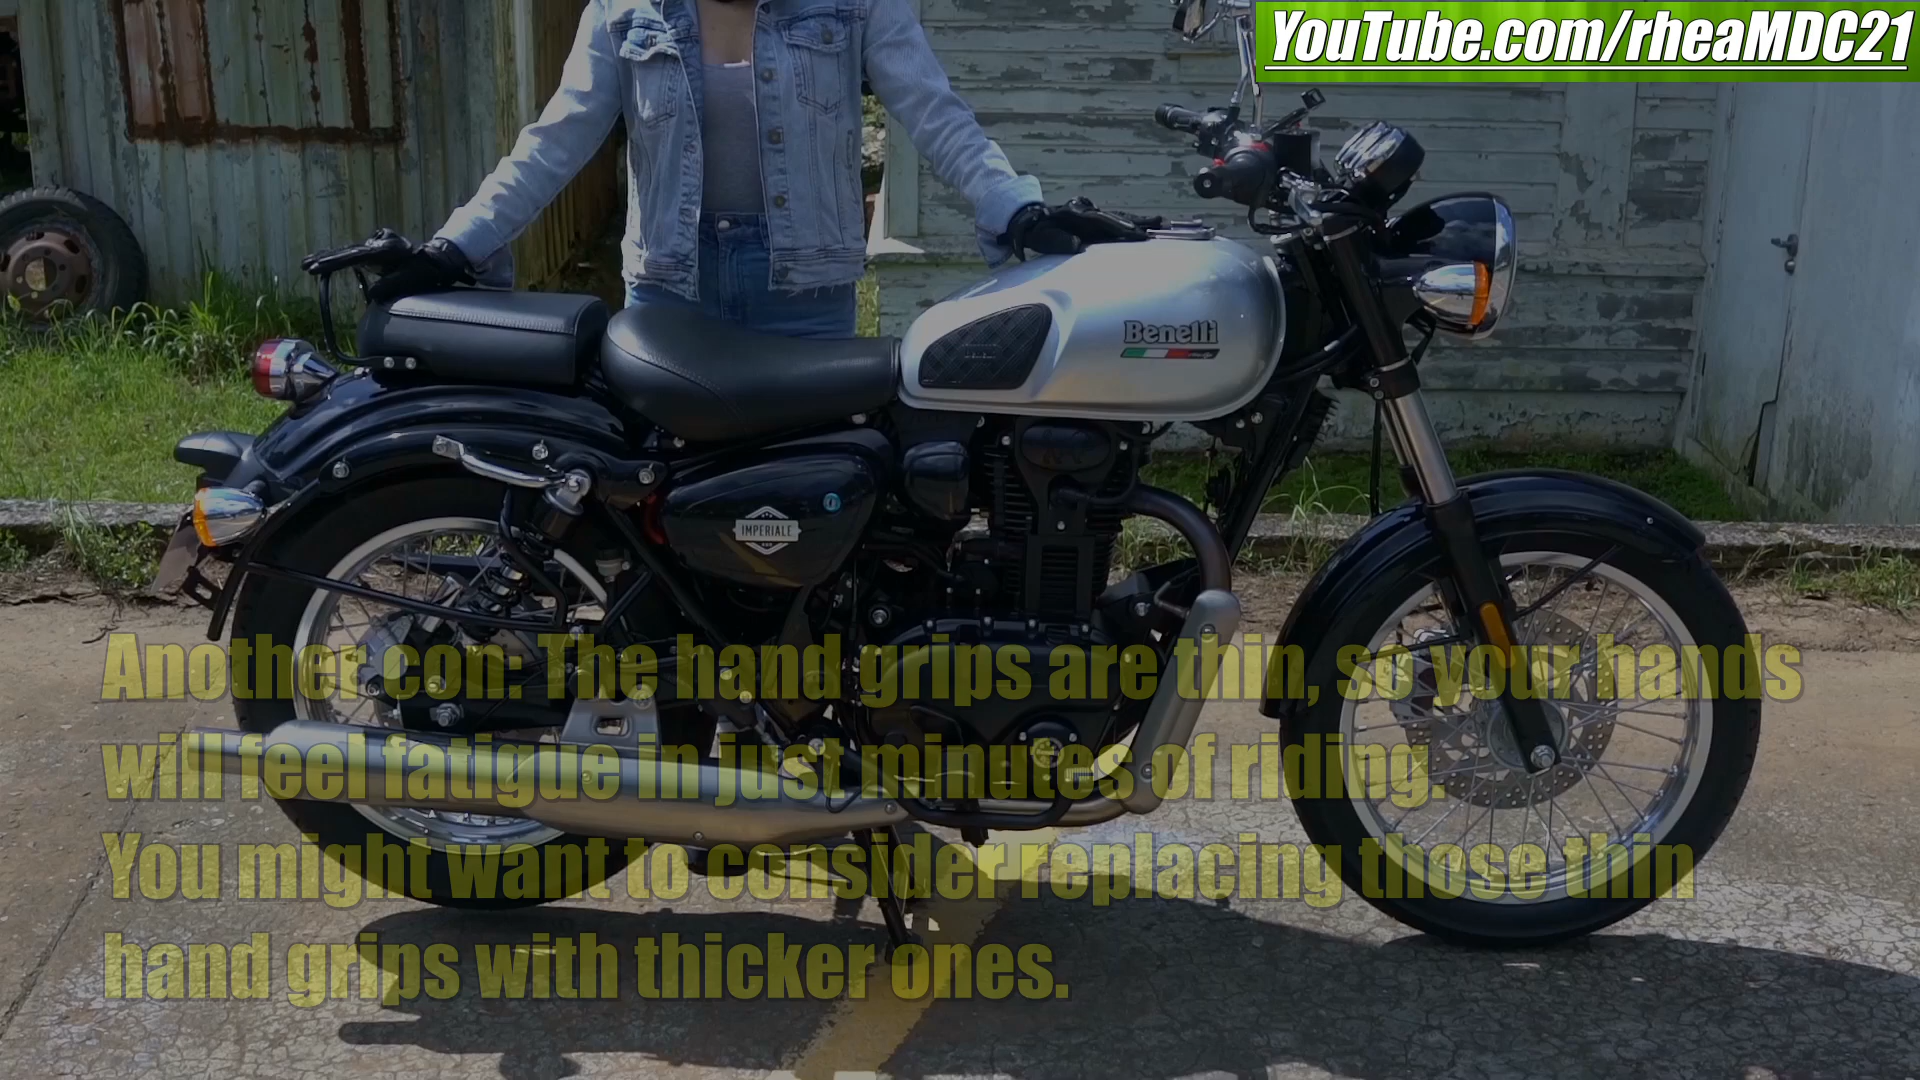 YouTube.com/rheaMDC21
Benelli
IMPERIALE
Another con: The hand grips are thin, so your hands
will feel fatigue in just minutes of riding.
You might want to consider replacing those thin
hand grips with thicker ones.